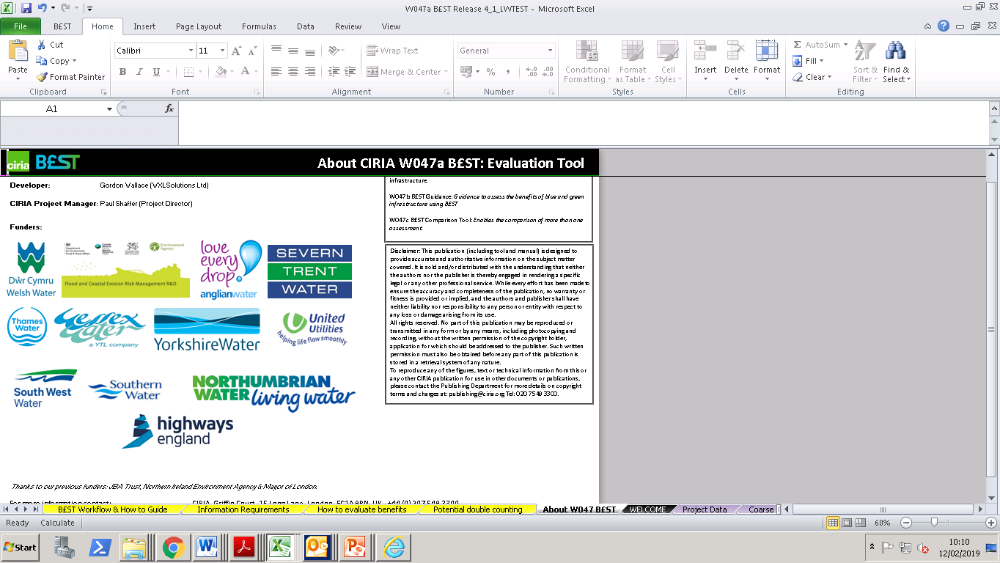 W047a B£ST Release 4_1_LWTEST - Microsoft Excel
File B£ST Home Insert Page Layout Formulas Data Review View
Paste
Cut
Copy
Format Painter
Clipboard
Calibri 11
B I U
Font
Wrap Text
Merge & Center
Alignment
General
% ,
Number
Conditional Formatting
Format as Table
Cell Styles
Styles
Insert Delete Format
Cells
AutoSum
Fill
Clear
Sort & Filter
Find & Select
Editing
A1 fx
ciria B£ST About CIRIA W047a B£ST: Evaluation Tool
Developer: Gordon Wallace (WXLSolutions Ltd)
CIRIA Project Manager: Paul Shaffer (Project Director)
Funders:
Dŵr Cymru
Welsh Water
Environment Agency
Flood and Coastal Erosion Risk Management R&D
love
every
drop
anglianwater
SEVERN
TRENT
WATER
Thames
Water
wessex
water
a YTL company
YorkshireWater
United
Utilities
helping life flow smoothly
South West
Water
Southern
Water
NORTHUMBRIAN
WATER living water
highways
england
Thanks to our previous funders: JBA Trust, Northern Ireland Environment Agency & Mayor of London.
For more information contact: CIRIA, Griffin Court, 15 Long Lane, London, EC1A 9PN, UK. +44 (0) 207 549 3300
infrastructure.
W047b B£ST Guidance: Guidance to assess the benefits of blue and green
infrastructure using B£ST
W047c B£ST Comparison Tool: Enables the comparison of more than one
assessment.
Disclaimer: This publication (including tool and manual) is designed to
provide accurate and authoritative information on the subject matter
covered. It is sold and/or distributed with the understanding that neither
the authors nor the publisher is thereby engaged in rendering a specific
legal or any other professional service. While every effort has been made to
ensure the accuracy and completeness of the publication, no warranty or
fitness is provided or implied, and the authors and publisher shall have
neither liability nor responsibility to any person or entity with respect to
any loss or damage arising from its use.
All rights reserved. No part of this publication may be reproduced or
transmitted in any form or by any means, including photocopying and
recording, without the written permission of the copyright holder,
application for which should be addressed to the publisher. Such written
permission must also be obtained before any part of this publication is
stored in a retrieval system of any nature.
To reproduce any of the figures, text or technical information from this or
any other CIRIA publication for use in other documents or publications,
please contact the Publishing Department for more details on copyright
terms and charges at: publishing@ciria.org Tel: 020 7549 3300.
B£ST Workflow & How to Guide Information Requirements How to evaluate benefits Potential double counting About W047 B£ST WELCOME Project Data Coarse
Ready Calculate 60%
Start
10:10
12/02/2019